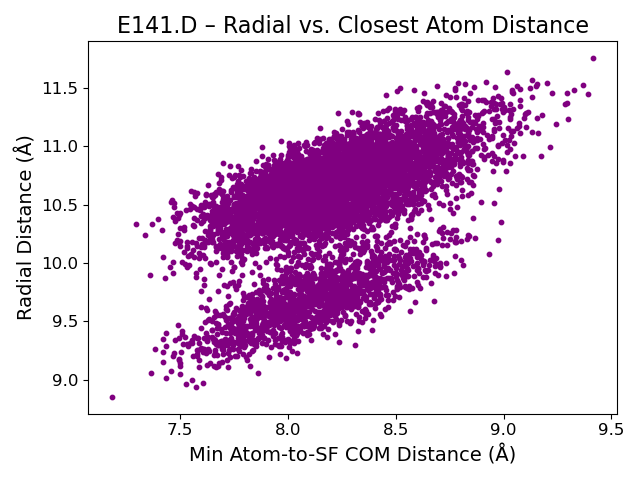 E141.D – Radial vs. Closest Atom Distance
Radial Distance (Å)
11.5
11.0
10.5
10.0
9.5
9.0
7.5 8.0 8.5 9.0 9.5
Min Atom-to-SF COM Distance (Å)